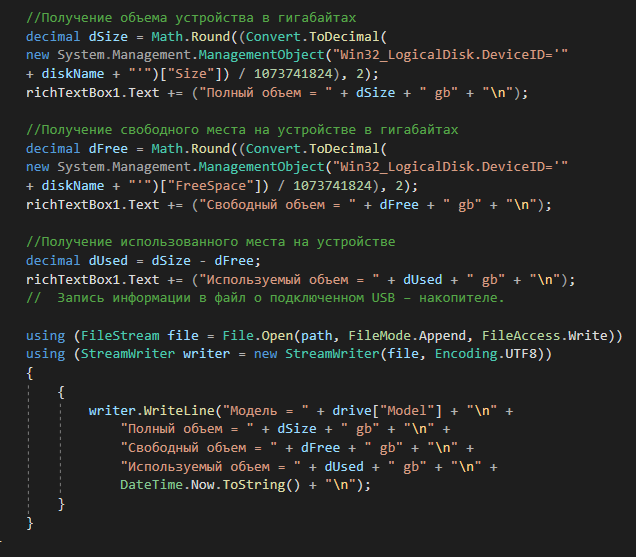 //Получение объема устройства в гигабайтах
decimal dSize = Math.Round((Convert.ToDecimal(
new System.Management.ManagementObject("Win32_LogicalDisk.DeviceID='"
+ diskName + "'")["Size"]) / 1073741824), 2);
richTextBox1.Text += ("Полный объем = " + dSize + " gb" + "\n");
//Получение свободного места на устройстве в гигабайтах
decimal dFree = Math.Round((Convert.ToDecimal(
new System.Management.ManagementObject("Win32_LogicalDisk.DeviceID='"
+ diskName + "'")["FreeSpace"]) / 1073741824), 2);
richTextBox1.Text += ("Свободный объем = " + dFree + " gb" + "\n");
//Получение использованного места на устройстве
decimal dUsed = dSize - dFree;
richTextBox1.Text += ("Используемый объем = " + dUsed + " gb" + "\n");
//  Запись информации в файл о подключенном USB – накопителе.
using (FileStream file = File.Open(path, FileMode.Append, FileAccess.Write))
using (StreamWriter writer = new StreamWriter(file, Encoding.UTF8))
{
{
writer.WriteLine("Модель = " + drive["Model"] + "\n" +
"Полный объем = " + dSize + " gb" + "\n" +
"Свободный объем = " + dFree + " gb" + "\n" +
"Используемый объем = " + dUsed + " gb" + "\n" +
DateTime.Now.ToString() + "\n");
}
}